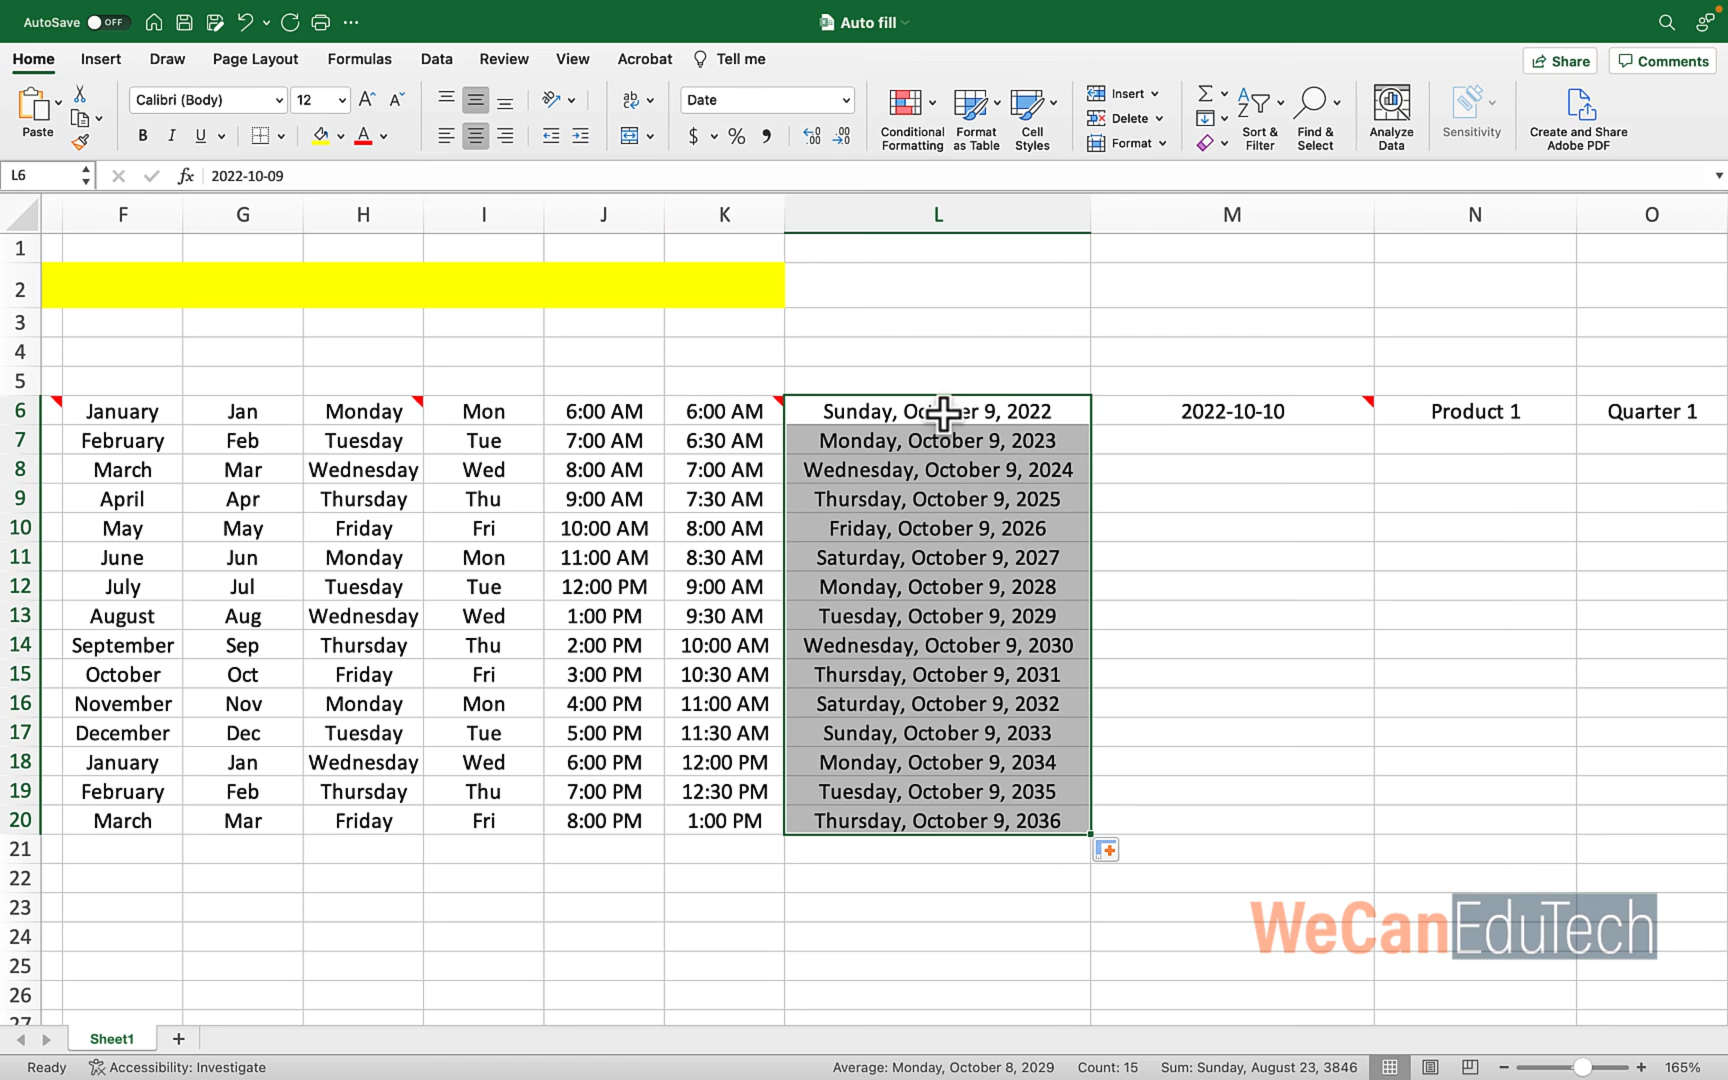 AutoSave OFF Auto fill
Home Insert Draw Page Layout Formulas Data Review View Acrobat Tell me Share Comments
Paste Calibri (Body) 12 Date Conditional Formatting Format as Table Cell Styles Insert Delete Format Sort & Filter Find & Select Analyze Data Sensitivity Create and Share Adobe PDF
L6 fx 2022-10-09
F G H I J K L M N O
1
2
3
4
5
6 January Jan Monday Mon 6:00 AM 6:00 AM Sunday, October 9, 2022 2022-10-10 Product 1 Quarter 1
7 February Feb Tuesday Tue 7:00 AM 6:30 AM Monday, October 9, 2023
8 March Mar Wednesday Wed 8:00 AM 7:00 AM Wednesday, October 9, 2024
9 April Apr Thursday Thu 9:00 AM 7:30 AM Thursday, October 9, 2025
10 May May Friday Fri 10:00 AM 8:00 AM Friday, October 9, 2026
11 June Jun Monday Mon 11:00 AM 8:30 AM Saturday, October 9, 2027
12 July Jul Tuesday Tue 12:00 PM 9:00 AM Monday, October 9, 2028
13 August Aug Wednesday Wed 1:00 PM 9:30 AM Tuesday, October 9, 2029
14 September Sep Thursday Thu 2:00 PM 10:00 AM Wednesday, October 9, 2030
15 October Oct Friday Fri 3:00 PM 10:30 AM Thursday, October 9, 2031
16 November Nov Monday Mon 4:00 PM 11:00 AM Saturday, October 9, 2032
17 December Dec Tuesday Tue 5:00 PM 11:30 AM Sunday, October 9, 2033
18 January Jan Wednesday Wed 6:00 PM 12:00 PM Monday, October 9, 2034
19 February Feb Thursday Thu 7:00 PM 12:30 PM Tuesday, October 9, 2035
20 March Mar Friday Fri 8:00 PM 1:00 PM Thursday, October 9, 2036
21
22
23
WeCanEduTech
24
25
26
27
Sheet1
Ready Accessibility: Investigate Average: Monday, October 8, 2029 Count: 15 Sum: Sunday, August 23, 3846 165%